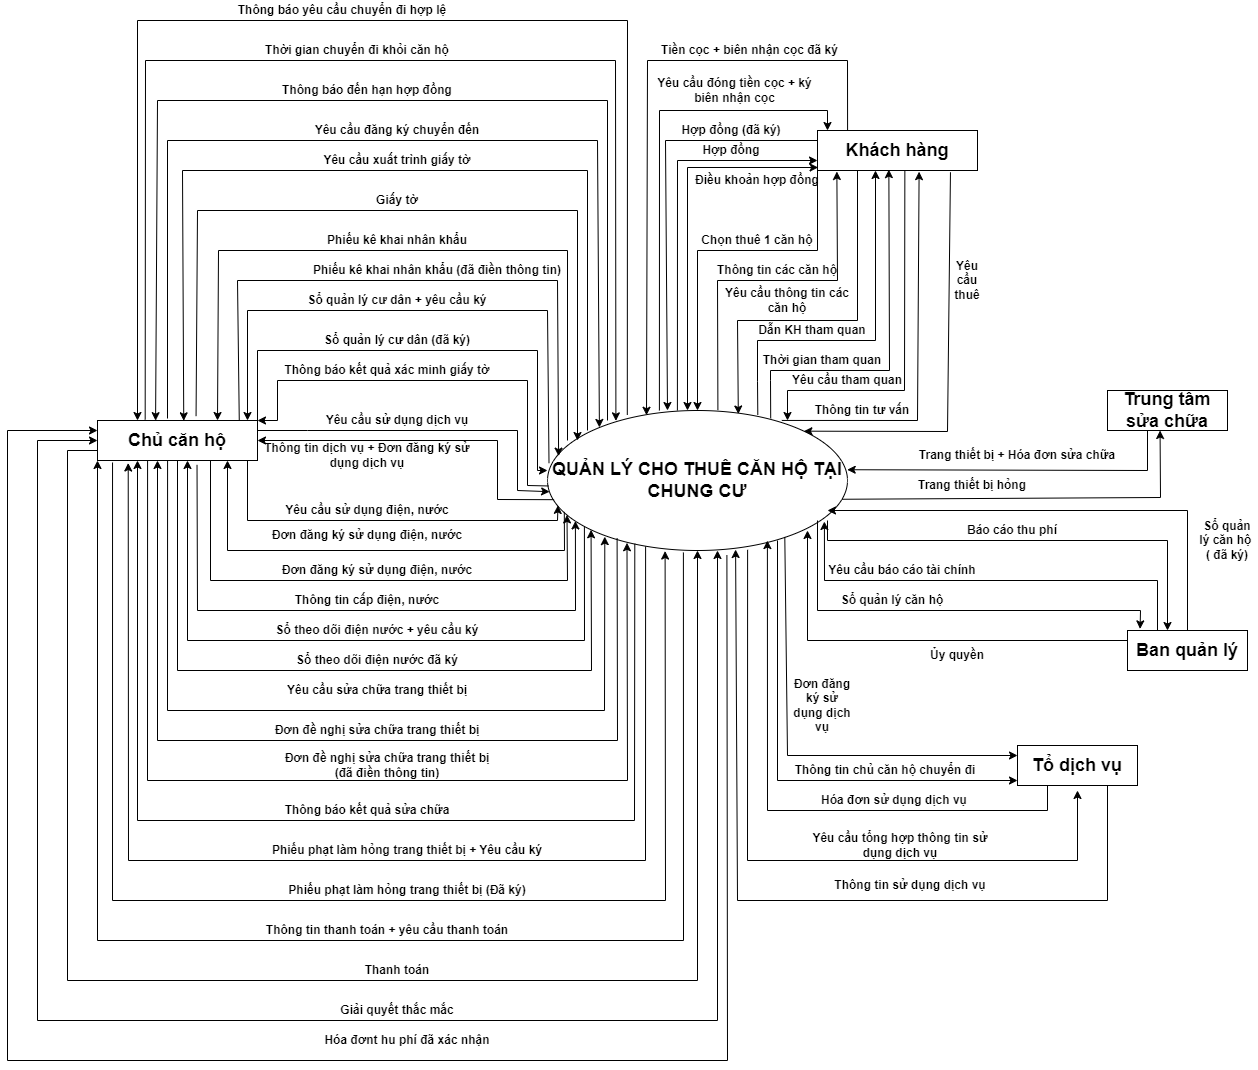 Thông báo yêu cầu chuyển đi hợp lệ
Thời gian chuyển đi khỏi căn hộ
Thông báo đến hạn hợp đồng
Yêu cầu đăng ký chuyển đến
Yêu cầu xuất trình giấy tờ
Giấy tờ
Phiếu kê khai nhân khẩu
Phiếu kê khai nhân khẩu (đã điền thông tin)
Sổ quản lý cư dân + yêu cầu ký
Sổ quản lý cư dân (đã ký)
Thông báo kết quả xác minh giấy tờ
Yêu cầu sử dụng dịch vụ
Chủ căn hộ
Thông tin dịch vụ + Đơn đăng ký sử
dụng dịch vụ
Yêu cầu sử dụng điện, nước
Đơn đăng ký sử dụng điện, nước
Đơn đăng ký sử dụng điện, nước
Thông tin cấp điện, nước
Sổ theo dõi điện nước + yêu cầu ký
Sổ theo dõi điện nước đã ký
Yêu cầu sửa chữa trang thiết bị
Đơn đề nghị sửa chữa trang thiết bị
Đơn đề nghị sửa chữa trang thiết bị
(đã điền thông tin)
Thông báo kết quả sửa chữa
Phiếu phạt làm hỏng trang thiết bị + Yêu cầu ký
Phiếu phạt làm hỏng trang thiết bị (Đã ký)
Thông tin thanh toán + yêu cầu thanh toán
Thanh toán
Giải quyết thắc mắc
Hóa đơnt hu phí đã xác nhận
QUẢN LÝ CHO THUÊ CĂN HỘ TẠI
CHUNG CƯ
Tiền cọc + biên nhận cọc đã ký
Yêu cầu đóng tiền cọc + ký
biên nhận cọc
Hợp đồng (đã ký)
Hợp đồng
Khách hàng
Điều khoản hợp đồng
Chọn thuê 1 căn hộ
Thông tin các căn hộ
Yêu cầu thông tin các
căn hộ
Dẫn KH tham quan
Thời gian tham quan
Yêu cầu tham quan
Thông tin tư vấn
Yêu
cầu
thuê
Trung tâm
sửa chữa
Trang thiết bị + Hóa đơn sửa chữa
Trang thiết bị hỏng
Báo cáo thu phí
Sổ quản
lý căn hộ
( đã ký)
Yêu cầu báo cáo tài chính
Sổ quản lý căn hộ
Ban quản lý
Ủy quyền
Đơn đăng
ký sử
dụng dịch
vụ
Tổ dịch vụ
Thông tin chủ căn hộ chuyển đi
Hóa đơn sử dụng dịch vụ
Yêu cầu tổng hợp thông tin sử
dụng dịch vụ
Thông tin sử dụng dịch vụ